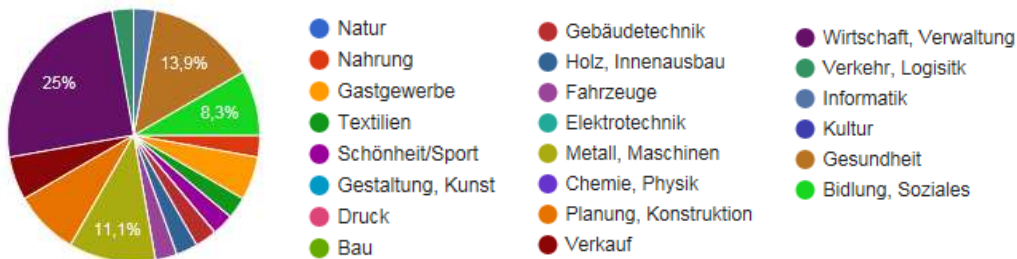 25%
13,9%
8,3%
11,1%
Natur
Nahrung
Gastgewerbe
Textilien
Schönheit/Sport
Gestaltung, Kunst
Druck
Bau
Gebäudetechnik
Holz, Innenausbau
Fahrzeuge
Elektrotechnik
Metall, Maschinen
Chemie, Physik
Planung, Konstruktion
Verkauf
Wirtschaft, Verwaltung
Verkehr, Logisitk
Informatik
Kultur
Gesundheit
Bidlung, Soziales